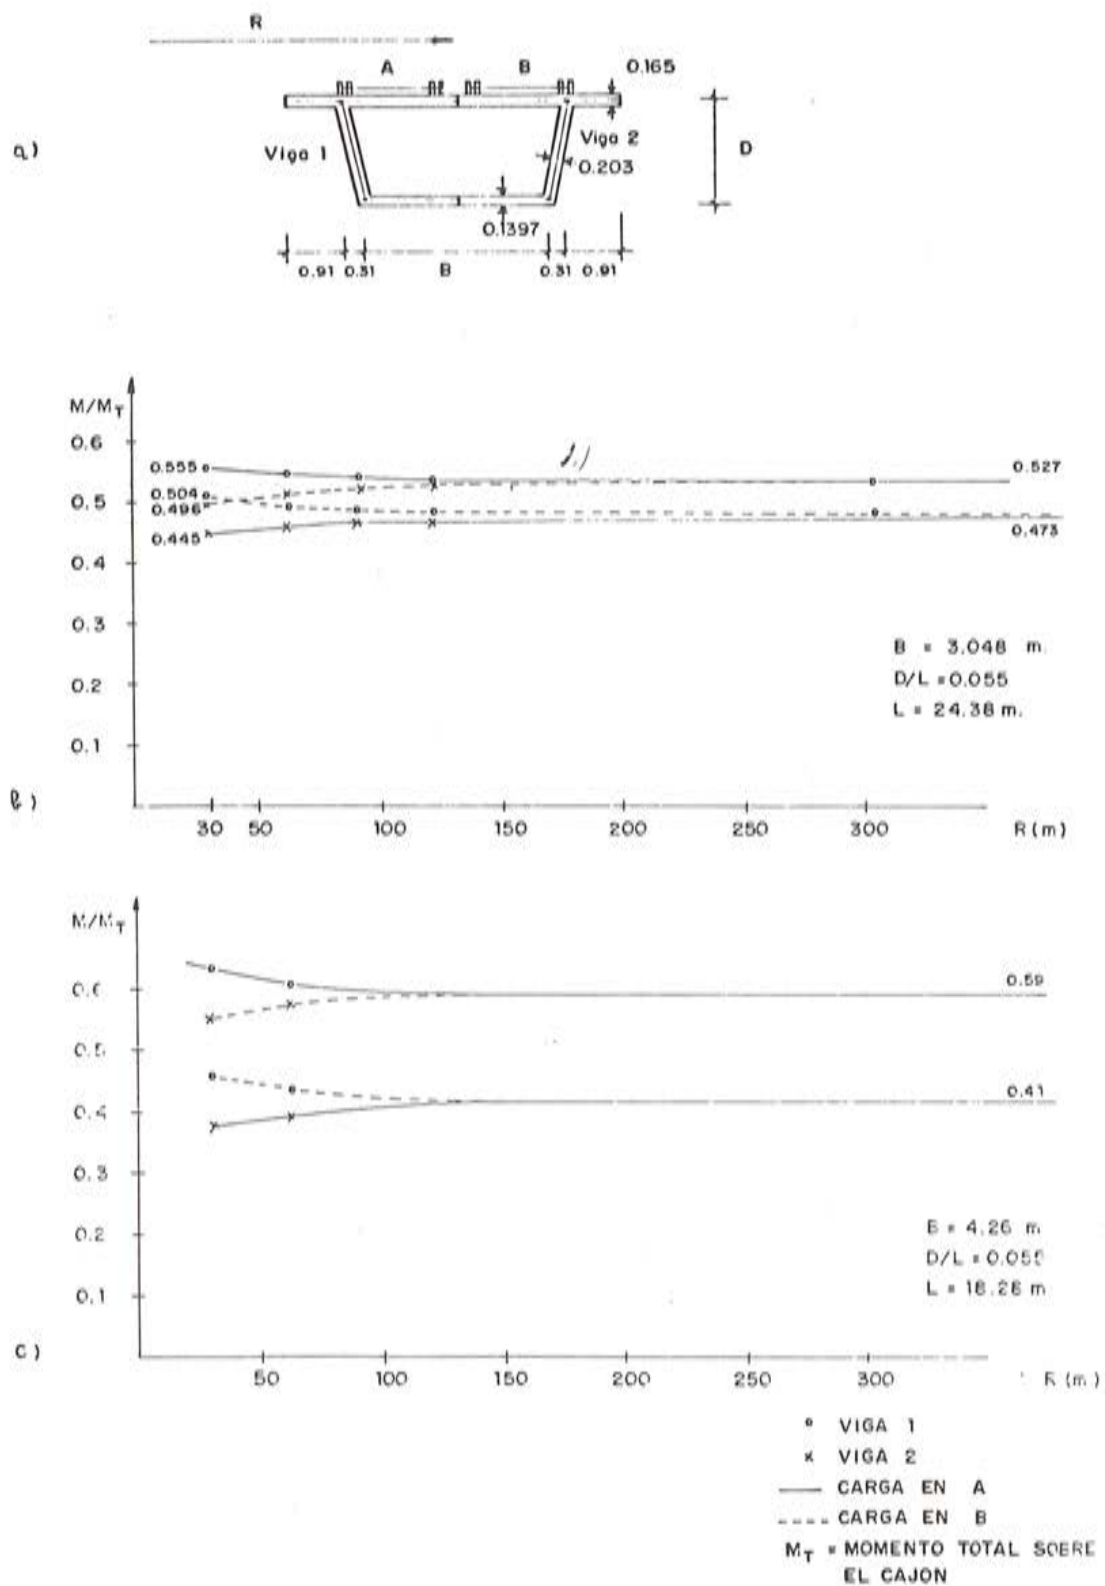 R
A
B
0.165
a)
Viga 1
Viga 2
D
0.203
0.1397
0.91 0.31 B 0.31 0.91
M/M_T
0.6
0.555
0.527
0.504
0.5
0.496
0.445
0.473
0.4
0.3
B = 3.048 m.
0.2
D/L = 0.055
L = 24.38 m.
0.1
b)
30 50 100 150 200 250 300 R (m)
M/M_T
0.6
0.59
0.5
0.41
0.4
0.3
B = 4.26 m
0.2
D/L = 0.055
L = 18.28 m
0.1
c)
50 100 150 200 250 300 R (m)
o VIGA 1
x VIGA 2
—— CARGA EN A
---- CARGA EN B
M_T = MOMENTO TOTAL SOBRE
EL CAJON